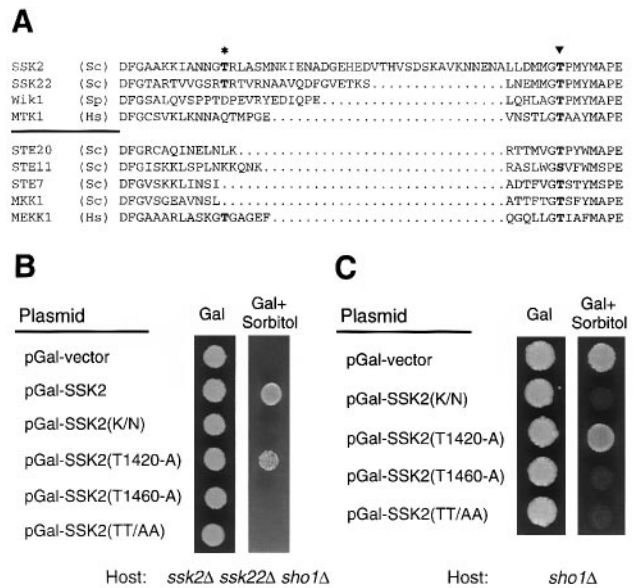 A
* ▼
SSK2 (Sc) DFGAAKKIANNGTRLASMNKIENADGEHEDVTHVSDSKAVKNNENALLDMMGTPMYMAPE
SSK22 (Sc) DFGTARTVVGSRTRTVRNAAVQDFGVETKS................LNEMMGTPMYMAPE
Wik1 (Sp) DFGSALQVSPPTDPEVRYEDIQPE......................LQHLAGTPMYMAPE
MTK1 (Hs) DFGCSVKLKNNAQTMPGE............................VNSTLGTAAYMAPE
STE20 (Sc) DFGRCAQINELNLK................................RTTMVGTPYWMAPE
STE11 (Sc) DFGISKKLSPLNKKQNK.............................RASLWGSVFWMSPE
STE7 (Sc) DFGVSKKLINSI..................................ADTFVGTSTYMSPE
MKK1 (Sc) DFGVSGEAVNSL..................................ATTFTGTSFYMAPE
MEKK1 (Hs) DFGAAARLASKGTGAGEF............................QGQLLGTIAFMAPE
B
Plasmid Gal Gal+ Sorbitol
pGal-vector
pGal-SSK2
pGal-SSK2(K/N)
pGal-SSK2(T1420-A)
pGal-SSK2(T1460-A)
pGal-SSK2(TT/AA)
Host: ssk2Δ ssk22Δ sho1Δ
C
Plasmid Gal Gal+ Sorbitol
pGal-vector
pGal-SSK2(K/N)
pGal-SSK2(T1420-A)
pGal-SSK2(T1460-A)
pGal-SSK2(TT/AA)
Host: sho1Δ